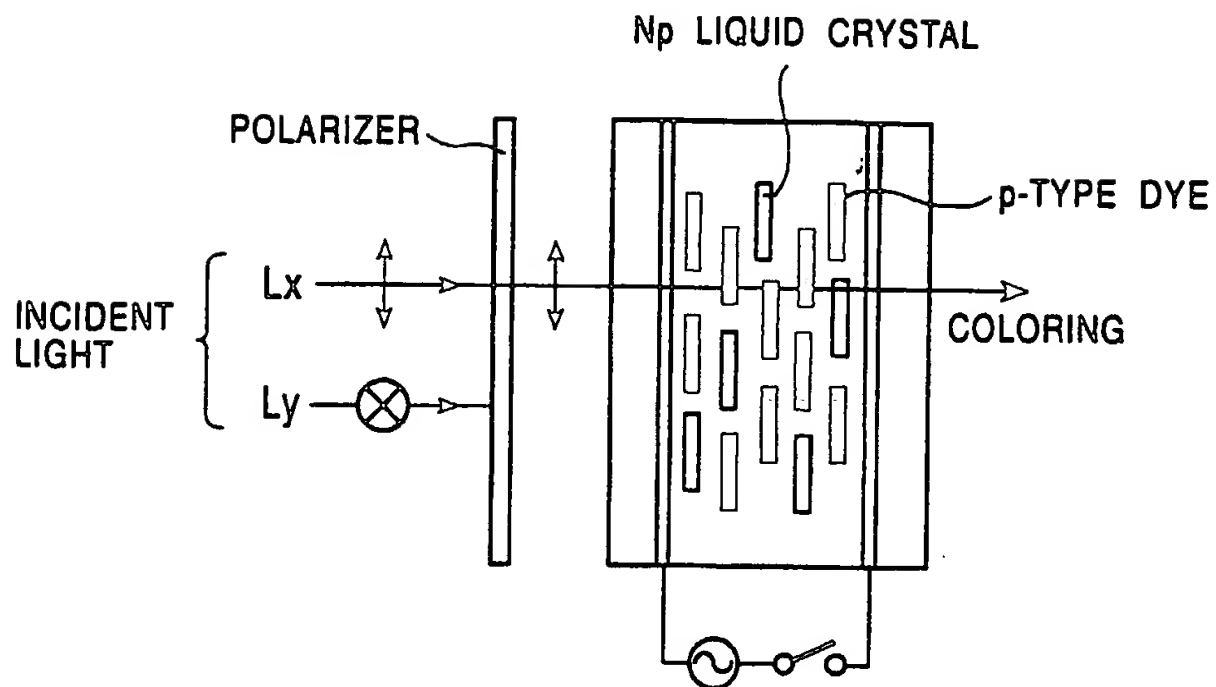 Np LIQUID CRYSTAL
POLARIZER
p-TYPE DYE
Lx
INCIDENT
LIGHT
COLORING
Ly